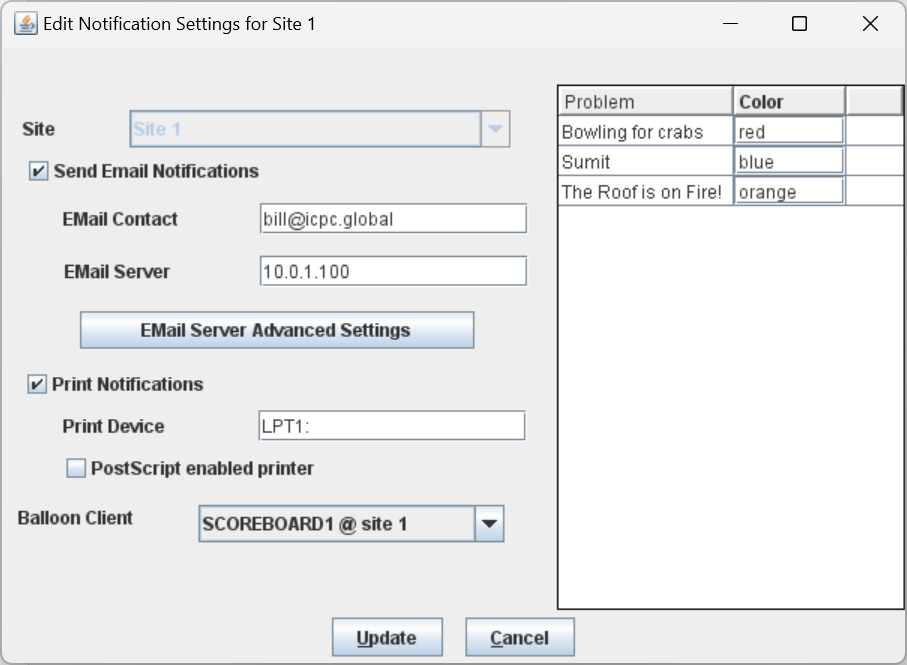 Edit Notification Settings for Site 1
Site
Site 1
Send Email Notifications
EMail Contact
bill@icpc.global
EMail Server
10.0.1.100
EMail Server Advanced Settings
Print Notifications
Print Device
LPT1:
PostScript enabled printer
Balloon Client
SCOREBOARD1 @ site 1
Problem Color
Bowling for crabs red
Sumit blue
The Roof is on Fire! orange
Update
Cancel